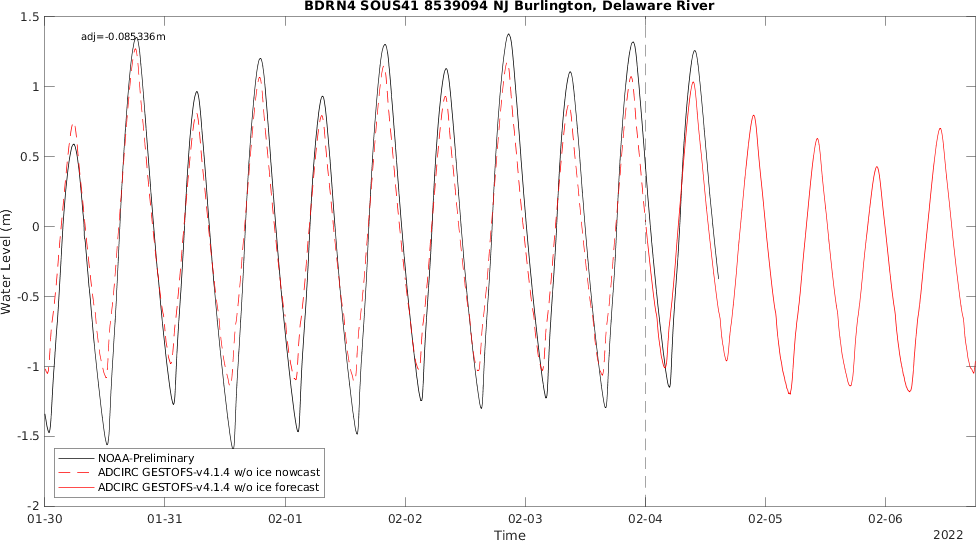 BDRN4 SOUS41 8539094 NJ Burlington, Delaware River
adj=-0.085336m
1.5
1
0.5
0
-0.5
-1
-1.5
-2
Water Level (m)
NOAA-Preliminary
ADCIRC GESTOFS-v4.1.4 w/o ice nowcast
ADCIRC GESTOFS-v4.1.4 w/o ice forecast
01-30 01-31 02-01 02-02 02-03 02-04 02-05 02-06
Time
2022